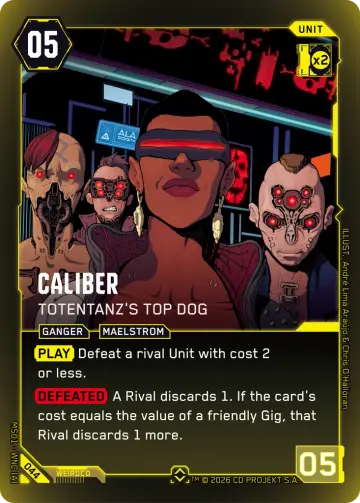 05
UNIT
x2
ALA
CALIBER
TOTENTANZ'S TOP DOG
GANGER MAELSTROM
PLAY Defeat a rival Unit with cost 2
or less.
DEFEATED A Rival discards 1. If the card's
cost equals the value of a friendly Gig, that
Rival discards 1 more.
ILLUST. André Lima Araújo & Chris O'Halloran
044
WEIRDCO
™ © 2026 CD PROJEKT S.A.
05